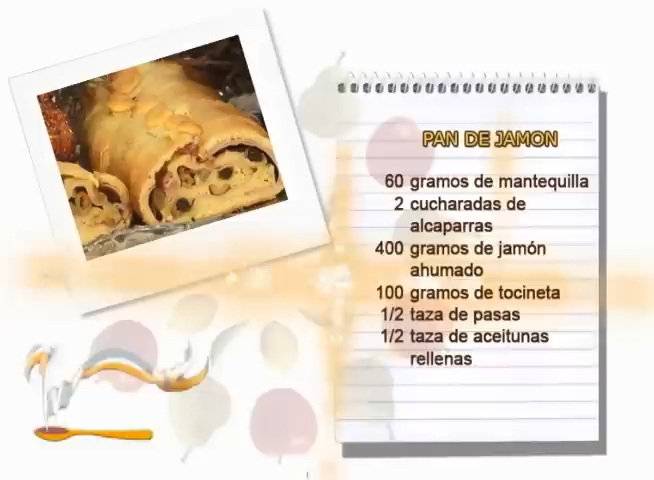 PAN DE JAMON
60 gramos de mantequilla
2 cucharadas de
alcaparras
400 gramos de jamón
ahumado
100 gramos de tocineta
1/2 taza de pasas
1/2 taza de aceitunas
rellenas